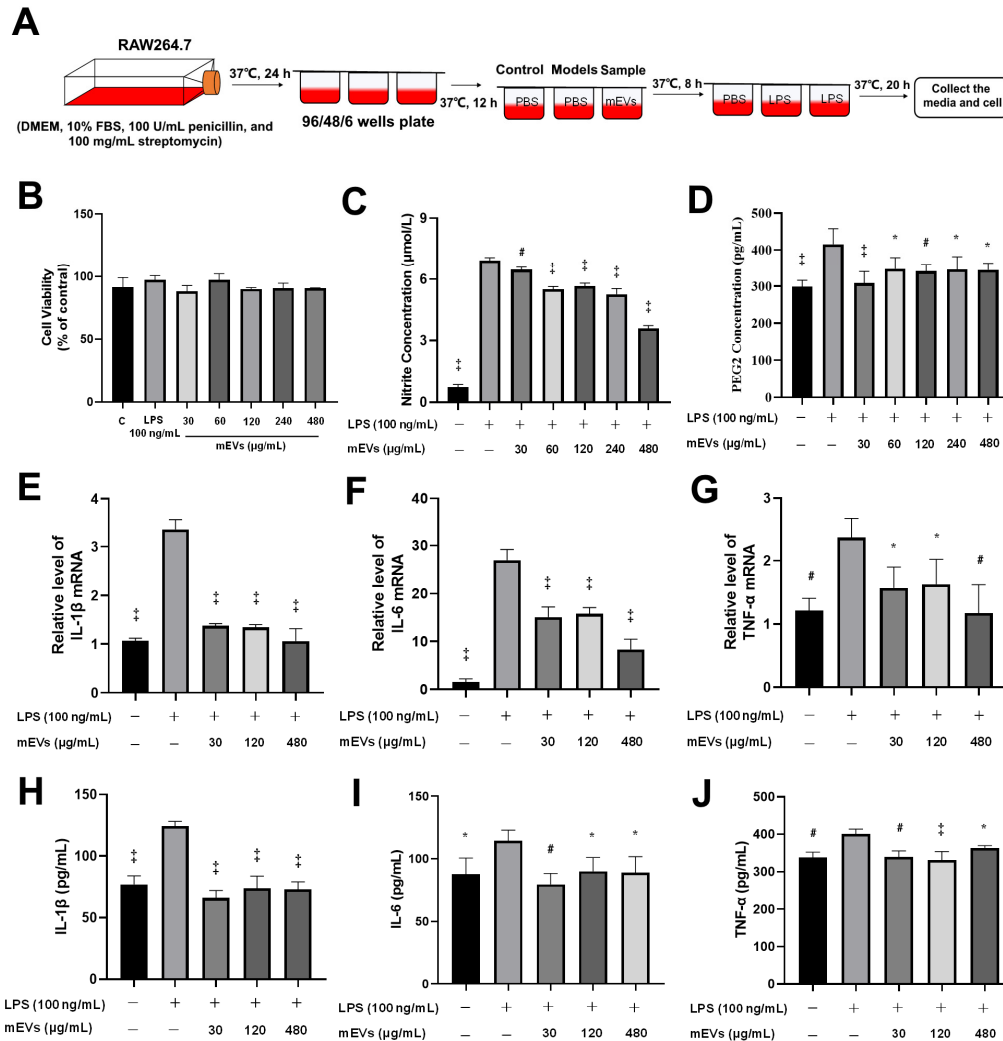 A
RAW264.7
37℃, 24 h
(DMEM, 10% FBS, 100 U/mL penicillin, and
100 mg/mL streptomycin)
96/48/6 wells plate
37℃, 12 h
Control Models Sample
PBS PBS mEVs
37℃, 8 h
PBS LPS LPS
37℃, 20 h
Collect the
media and cell
B
Cell Viability
(% of control)
150
100
50
0
C LPS 30 60 120 240 480
100 ng/mL
mEVs (μg/mL)
C
Nitrite Concentration (μmol/L)
9
6
3
0
‡ # ‡ ‡ ‡ ‡
LPS (100 ng/mL) − + + + + + +
mEVs (μg/mL) − − 30 60 120 240 480
D
PEG2 Concentration (pg/mL)
500
400
300
200
100
0
‡ ‡ * # * *
LPS (100 ng/mL) − + + + + + +
mEVs (μg/mL) − − 30 60 120 240 480
E
Relative level of
IL-1β mRNA
4
3
2
1
0
‡ ‡ ‡ ‡
LPS (100 ng/mL) − + + + +
mEVs (μg/mL) − − 30 120 480
F
Relative level of
IL-6 mRNA
40
30
20
10
0
‡ ‡ ‡ ‡
LPS (100 ng/mL) − + + + +
mEVs (μg/mL) − − 30 120 480
G
Relative level of
TNF-α mRNA
3
2
1
0
# * * #
LPS (100 ng/mL) − + + + +
mEVs (μg/mL) − − 30 120 480
H
IL-1β (pg/mL)
150
100
50
0
‡ ‡ ‡ ‡
LPS (100 ng/mL) − + + + +
mEVs (μg/mL) − − 30 120 480
I
IL-6 (pg/mL)
150
100
50
0
* # * *
LPS (100 ng/mL) − + + + +
mEVs (μg/mL) − − 30 120 480
J
TNF-α (pg/mL)
500
400
300
200
100
0
# # ‡ *
LPS (100 ng/mL) − + + + +
mEVs (μg/mL) − − 30 120 480